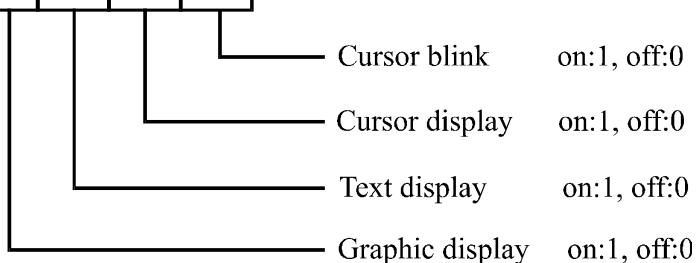 Cursor blink on:1, off:0
Cursor display on:1, off:0
Text display on:1, off:0
Graphic display on:1, off:0